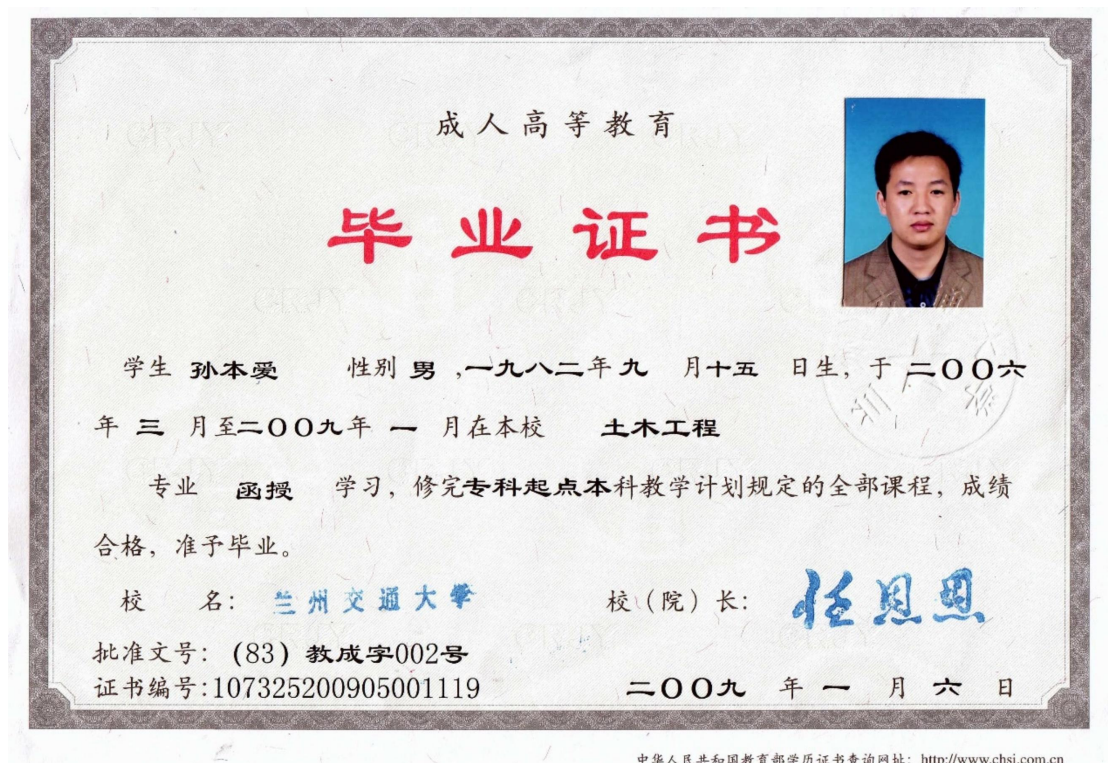 成人高等教育
毕业证书
学生 孙本爱 性别 男 ,一九八二年 九 月十五 日生, 于 二OO六
年 三 月至二OO九年 一 月在本校 土木工程
专业 函授 学习, 修完专科起点本科教学计划规定的全部课程, 成绩
合格, 准予毕业。
校 名: 兰州交通大学 校(院)长: 任恩恩
批准文号: (83) 教成字002号
证书编号:107325200905001119 二OO九 年 一 月 六 日
中华人民共和国教育部学历证书查询网址: http://www.chsi.com.cn